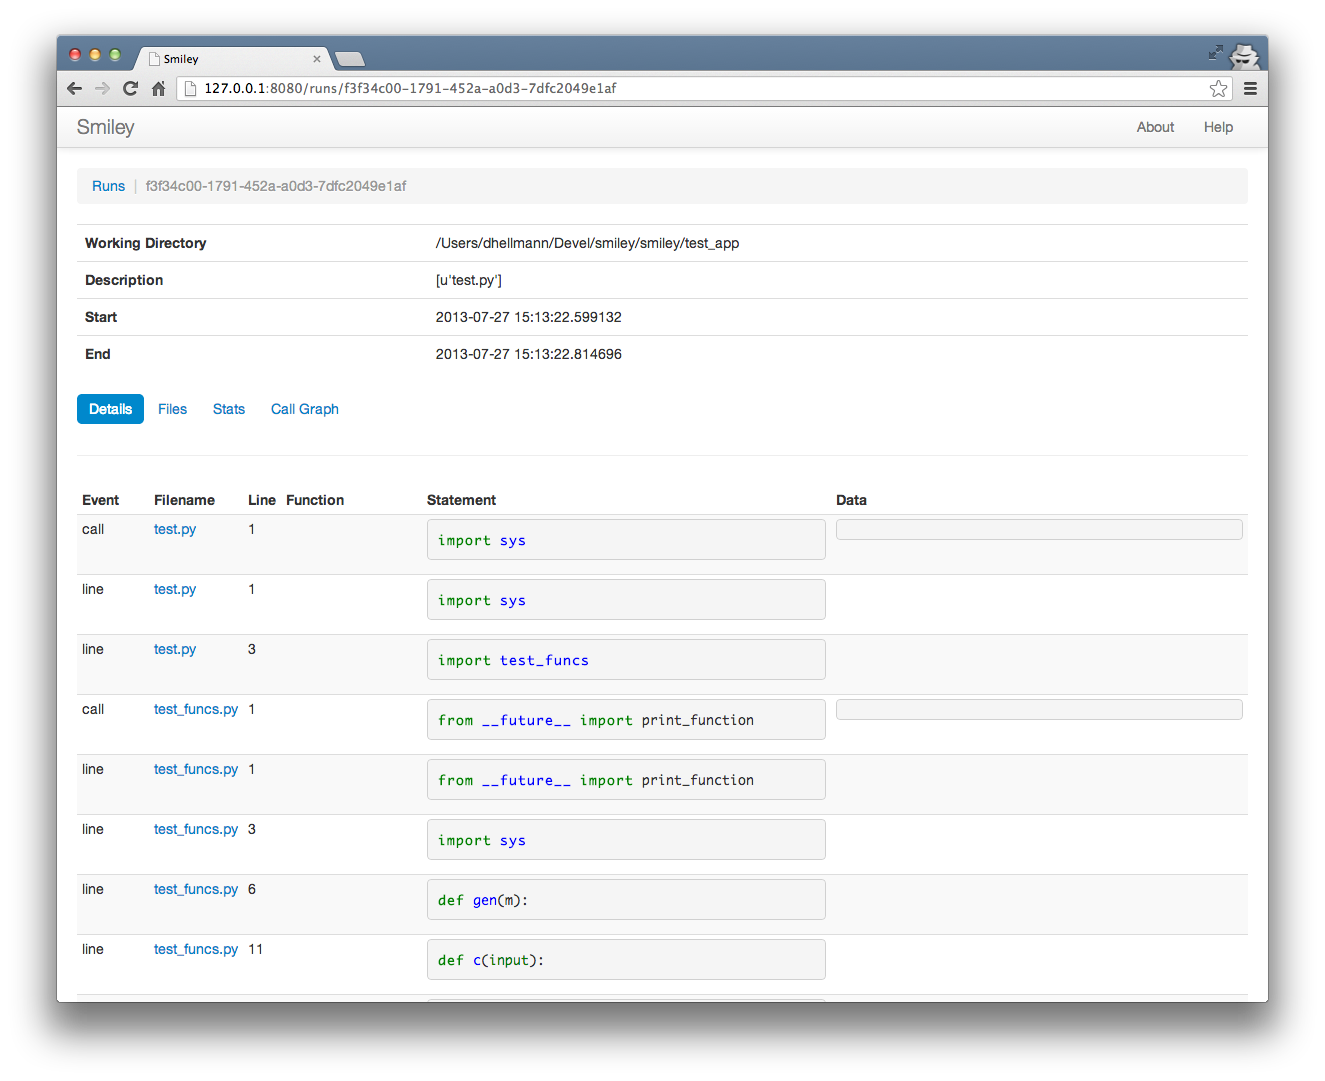 Smiley
127.0.0.1:8080/runs/f3f34c00-1791-452a-a0d3-7dfc2049e1af
Smiley About Help
Runs | f3f34c00-1791-452a-a0d3-7dfc2049e1af
Working Directory /Users/dhellmann/Devel/smiley/smiley/test_app
Description [u'test.py']
Start 2013-07-27 15:13:22.599132
End 2013-07-27 15:13:22.814696
Details Files Stats Call Graph
Event Filename Line Function Statement Data
call test.py 1 import sys
line test.py 1 import sys
line test.py 3 import test_funcs
call test_funcs.py 1 from __future__ import print_function
line test_funcs.py 1 from __future__ import print_function
line test_funcs.py 3 import sys
line test_funcs.py 6 def gen(m):
line test_funcs.py 11 def c(input):